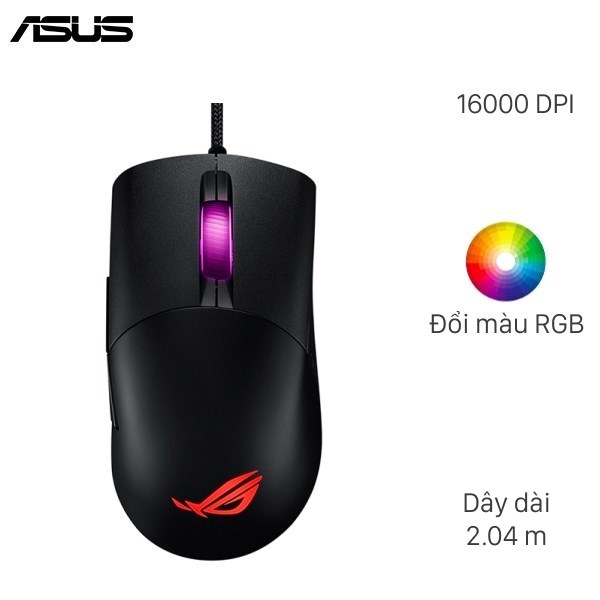 ASUS
16000 DPI
Đổi màu RGB
Dây dài
2.04 m